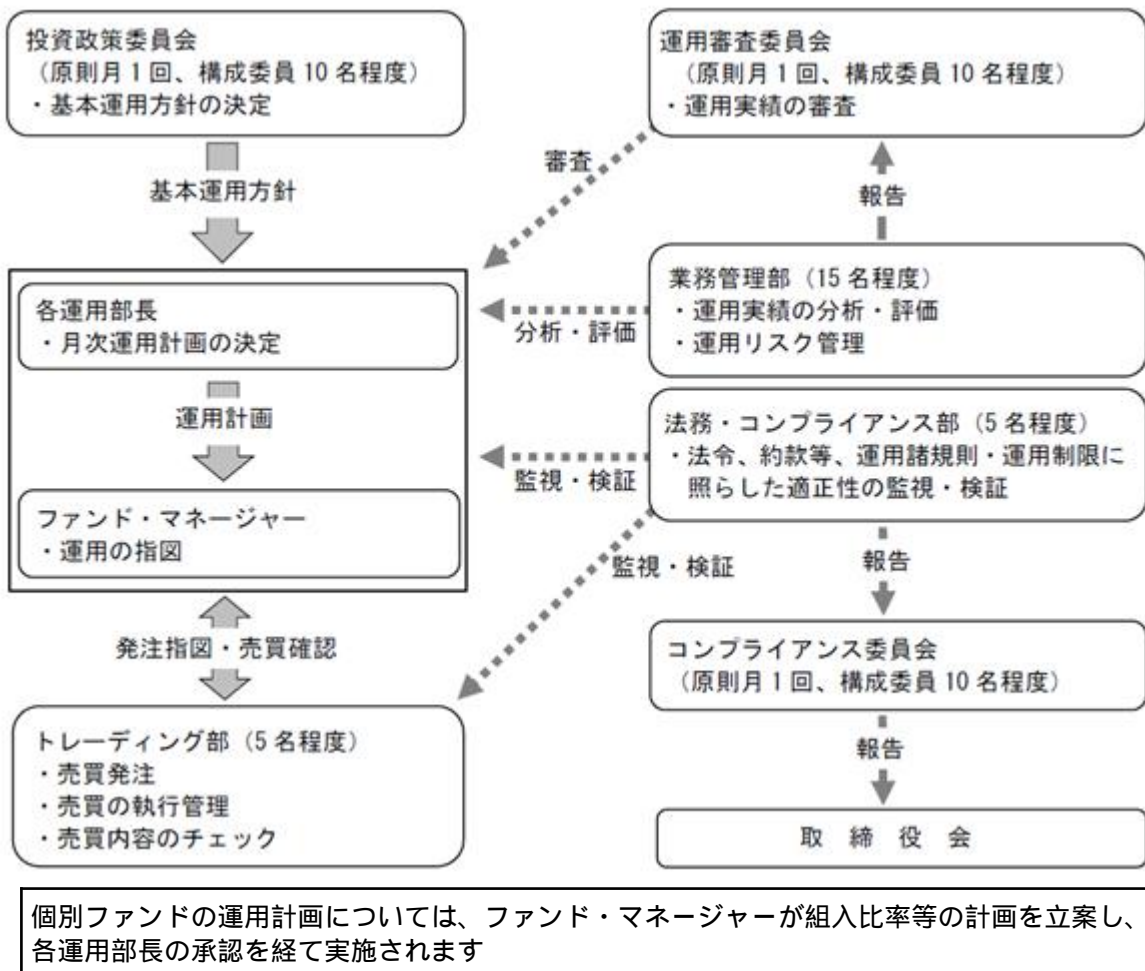 投資政策委員会
（原則月1回、構成委員10名程度）
・基本運用方針の決定
基本運用方針
各運用部長
・月次運用計画の決定
運用計画
ファンド・マネージャー
・運用の指図
発注指図・売買確認
トレーディング部（5名程度）
・売買発注
・売買の執行管理
・売買内容のチェック
運用審査委員会
（原則月1回、構成委員10名程度）
・運用実績の審査
審査
報告
業務管理部（15名程度）
・運用実績の分析・評価
・運用リスク管理
分析・評価
法務・コンプライアンス部（5名程度）
・法令、約款等、運用諸規則・運用制限に
照らした適正性の監視・検証
監視・検証
監視・検証
報告
コンプライアンス委員会
（原則月1回、構成委員10名程度）
報告
取締役会
個別ファンドの運用計画については、ファンド・マネージャーが組入比率等の計画を立案し、
各運用部長の承認を経て実施されます